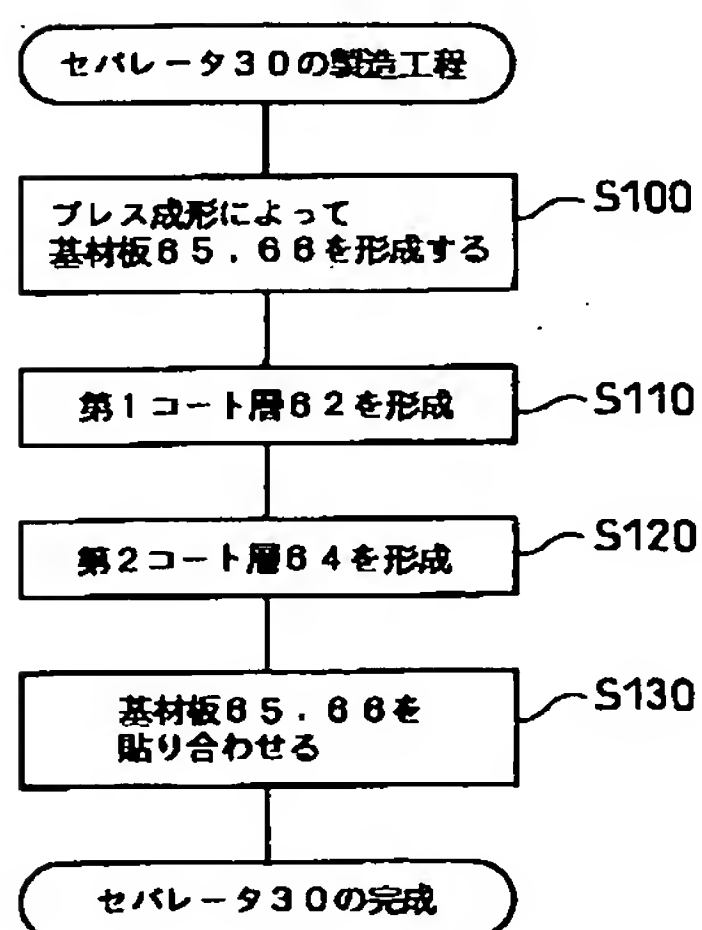 セパレータ30の製造工程
プレス成形によって
基材板65,66を形成する
S100
第1コート層62を形成
S110
第2コート層64を形成
S120
基材板65,66を
貼り合わせる
S130
セパレータ30の完成